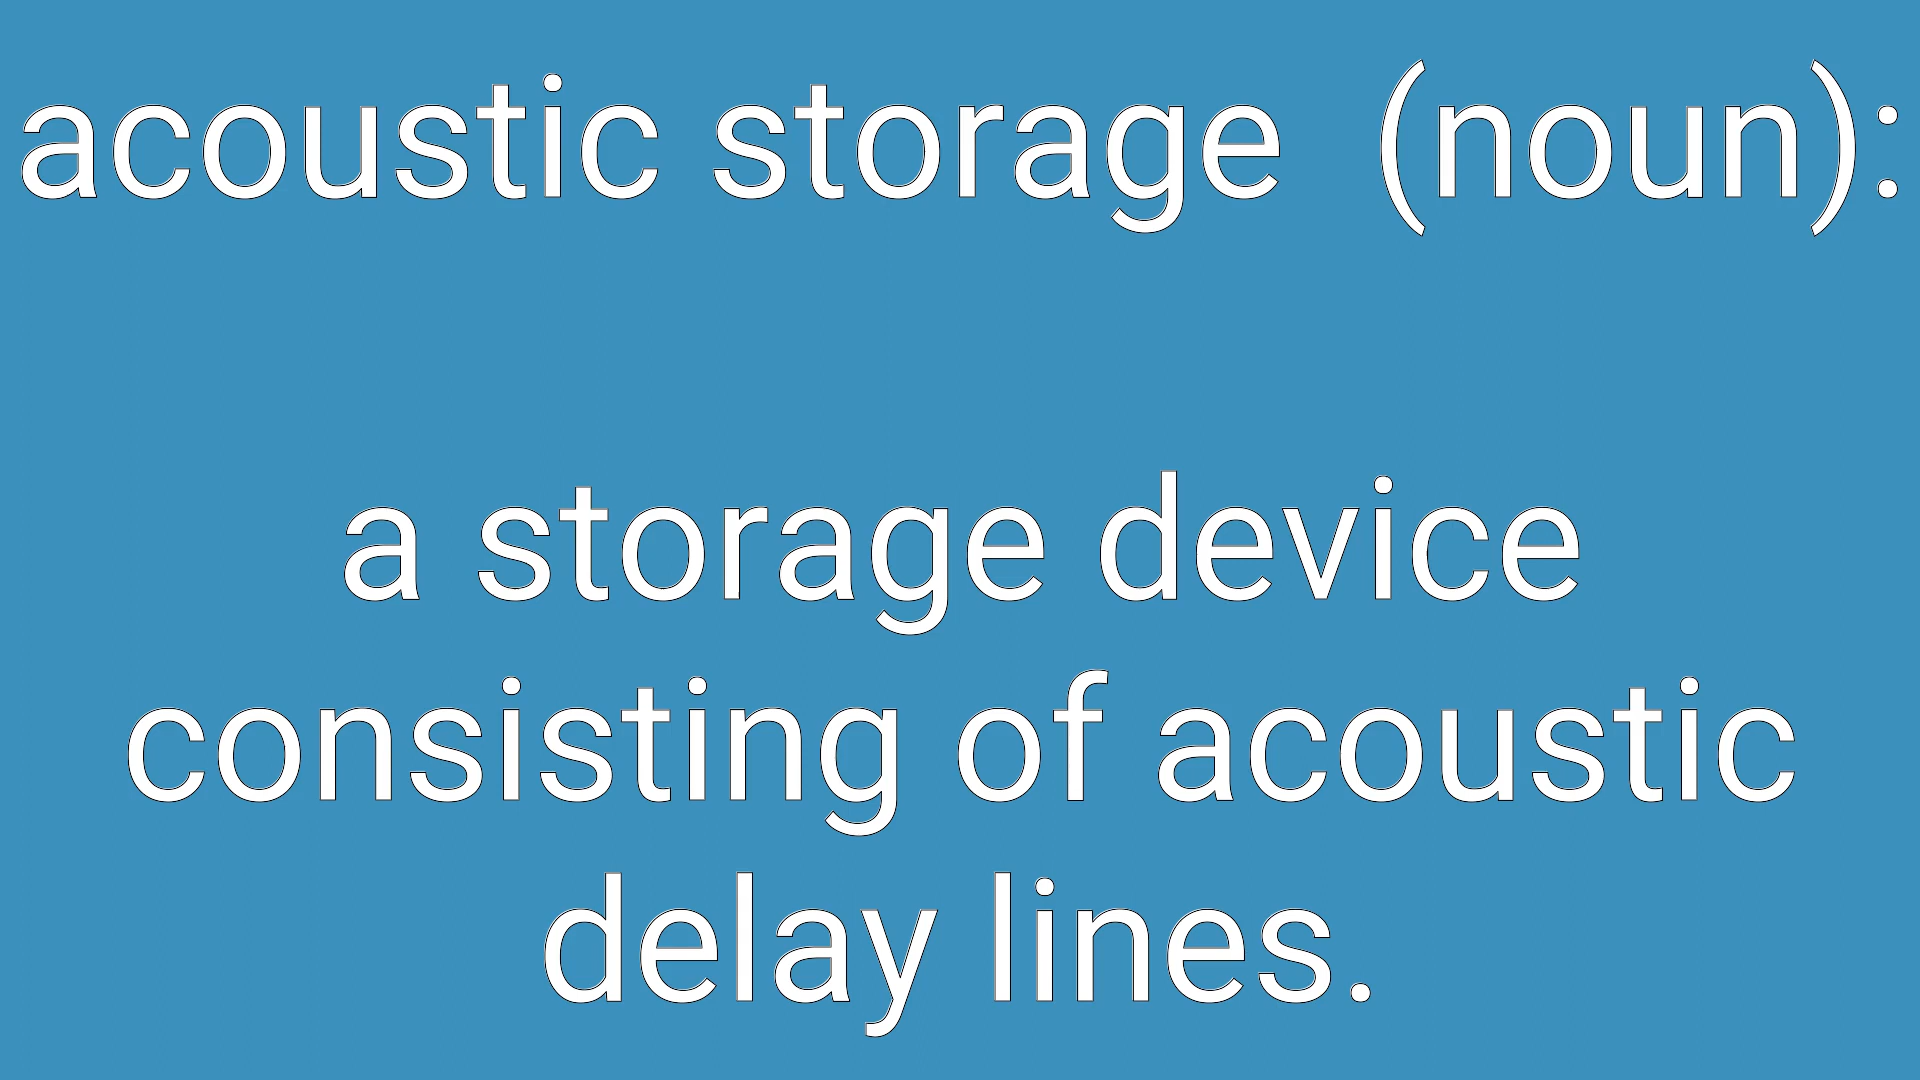 acoustic storage  (noun):
a storage device
consisting of acoustic
delay lines.